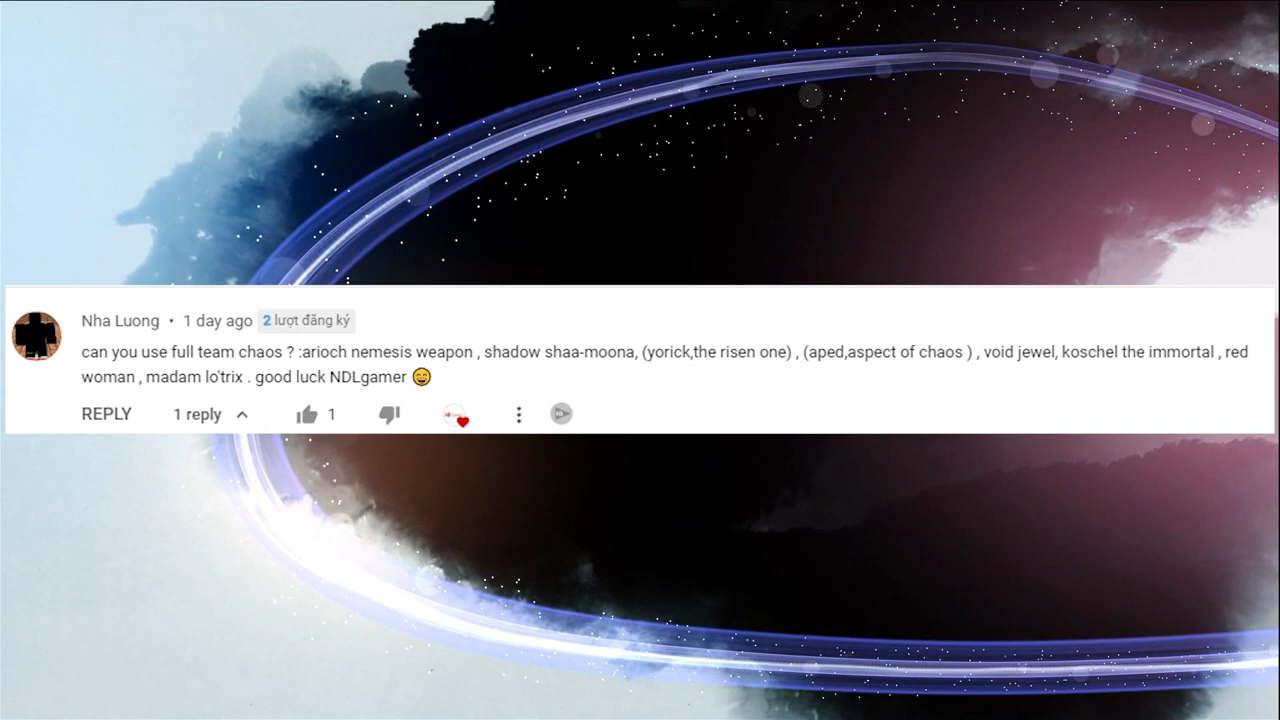 Nha Luong • 1 day ago 2 lượt đăng ký
can you use full team chaos ? :arioch nemesis weapon , shadow shaa-moona, (yorick,the risen one) , (aped,aspect of chaos ) , void jewel, koschel the immortal , red
woman , madam lo'trix . good luck NDLgamer 😄
REPLY 1 reply 1